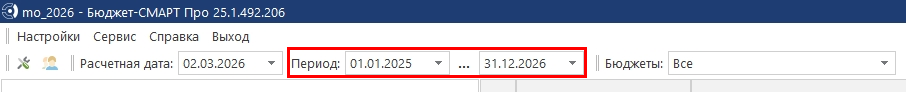 mo_2026 - Бюджет-СМАРТ Про 25.1.492.206
Настройки Сервис Справка Выход
Расчетная дата: 02.03.2026 Период: 01.01.2025 ... 31.12.2026 Бюджеты: Все